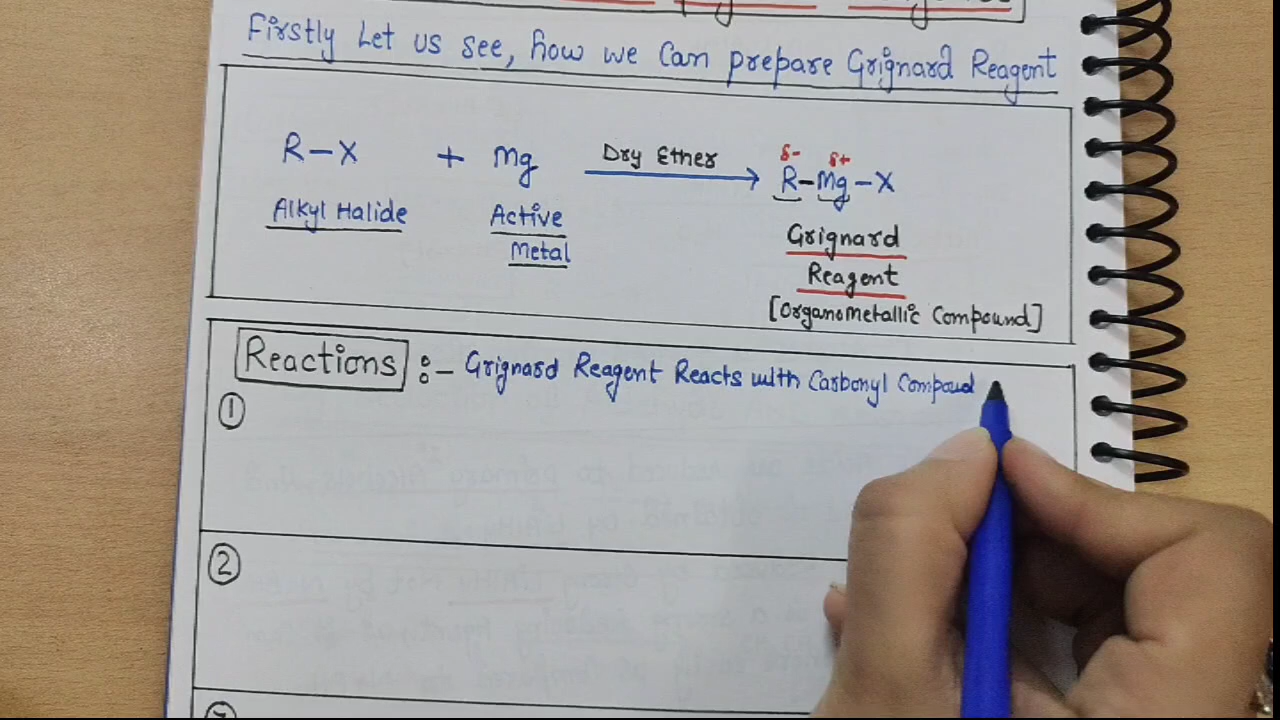 Firstly Let us see, how we can prepare Grignard Reagent
R-X + Mg Dry Ether R-Mg-X
δ- δ+
Alkyl Halide Active Grignard
Metal Reagent
[Organometallic Compound]
Reactions :- Grignard Reagent Reacts with Carbonyl Compoud
①
②